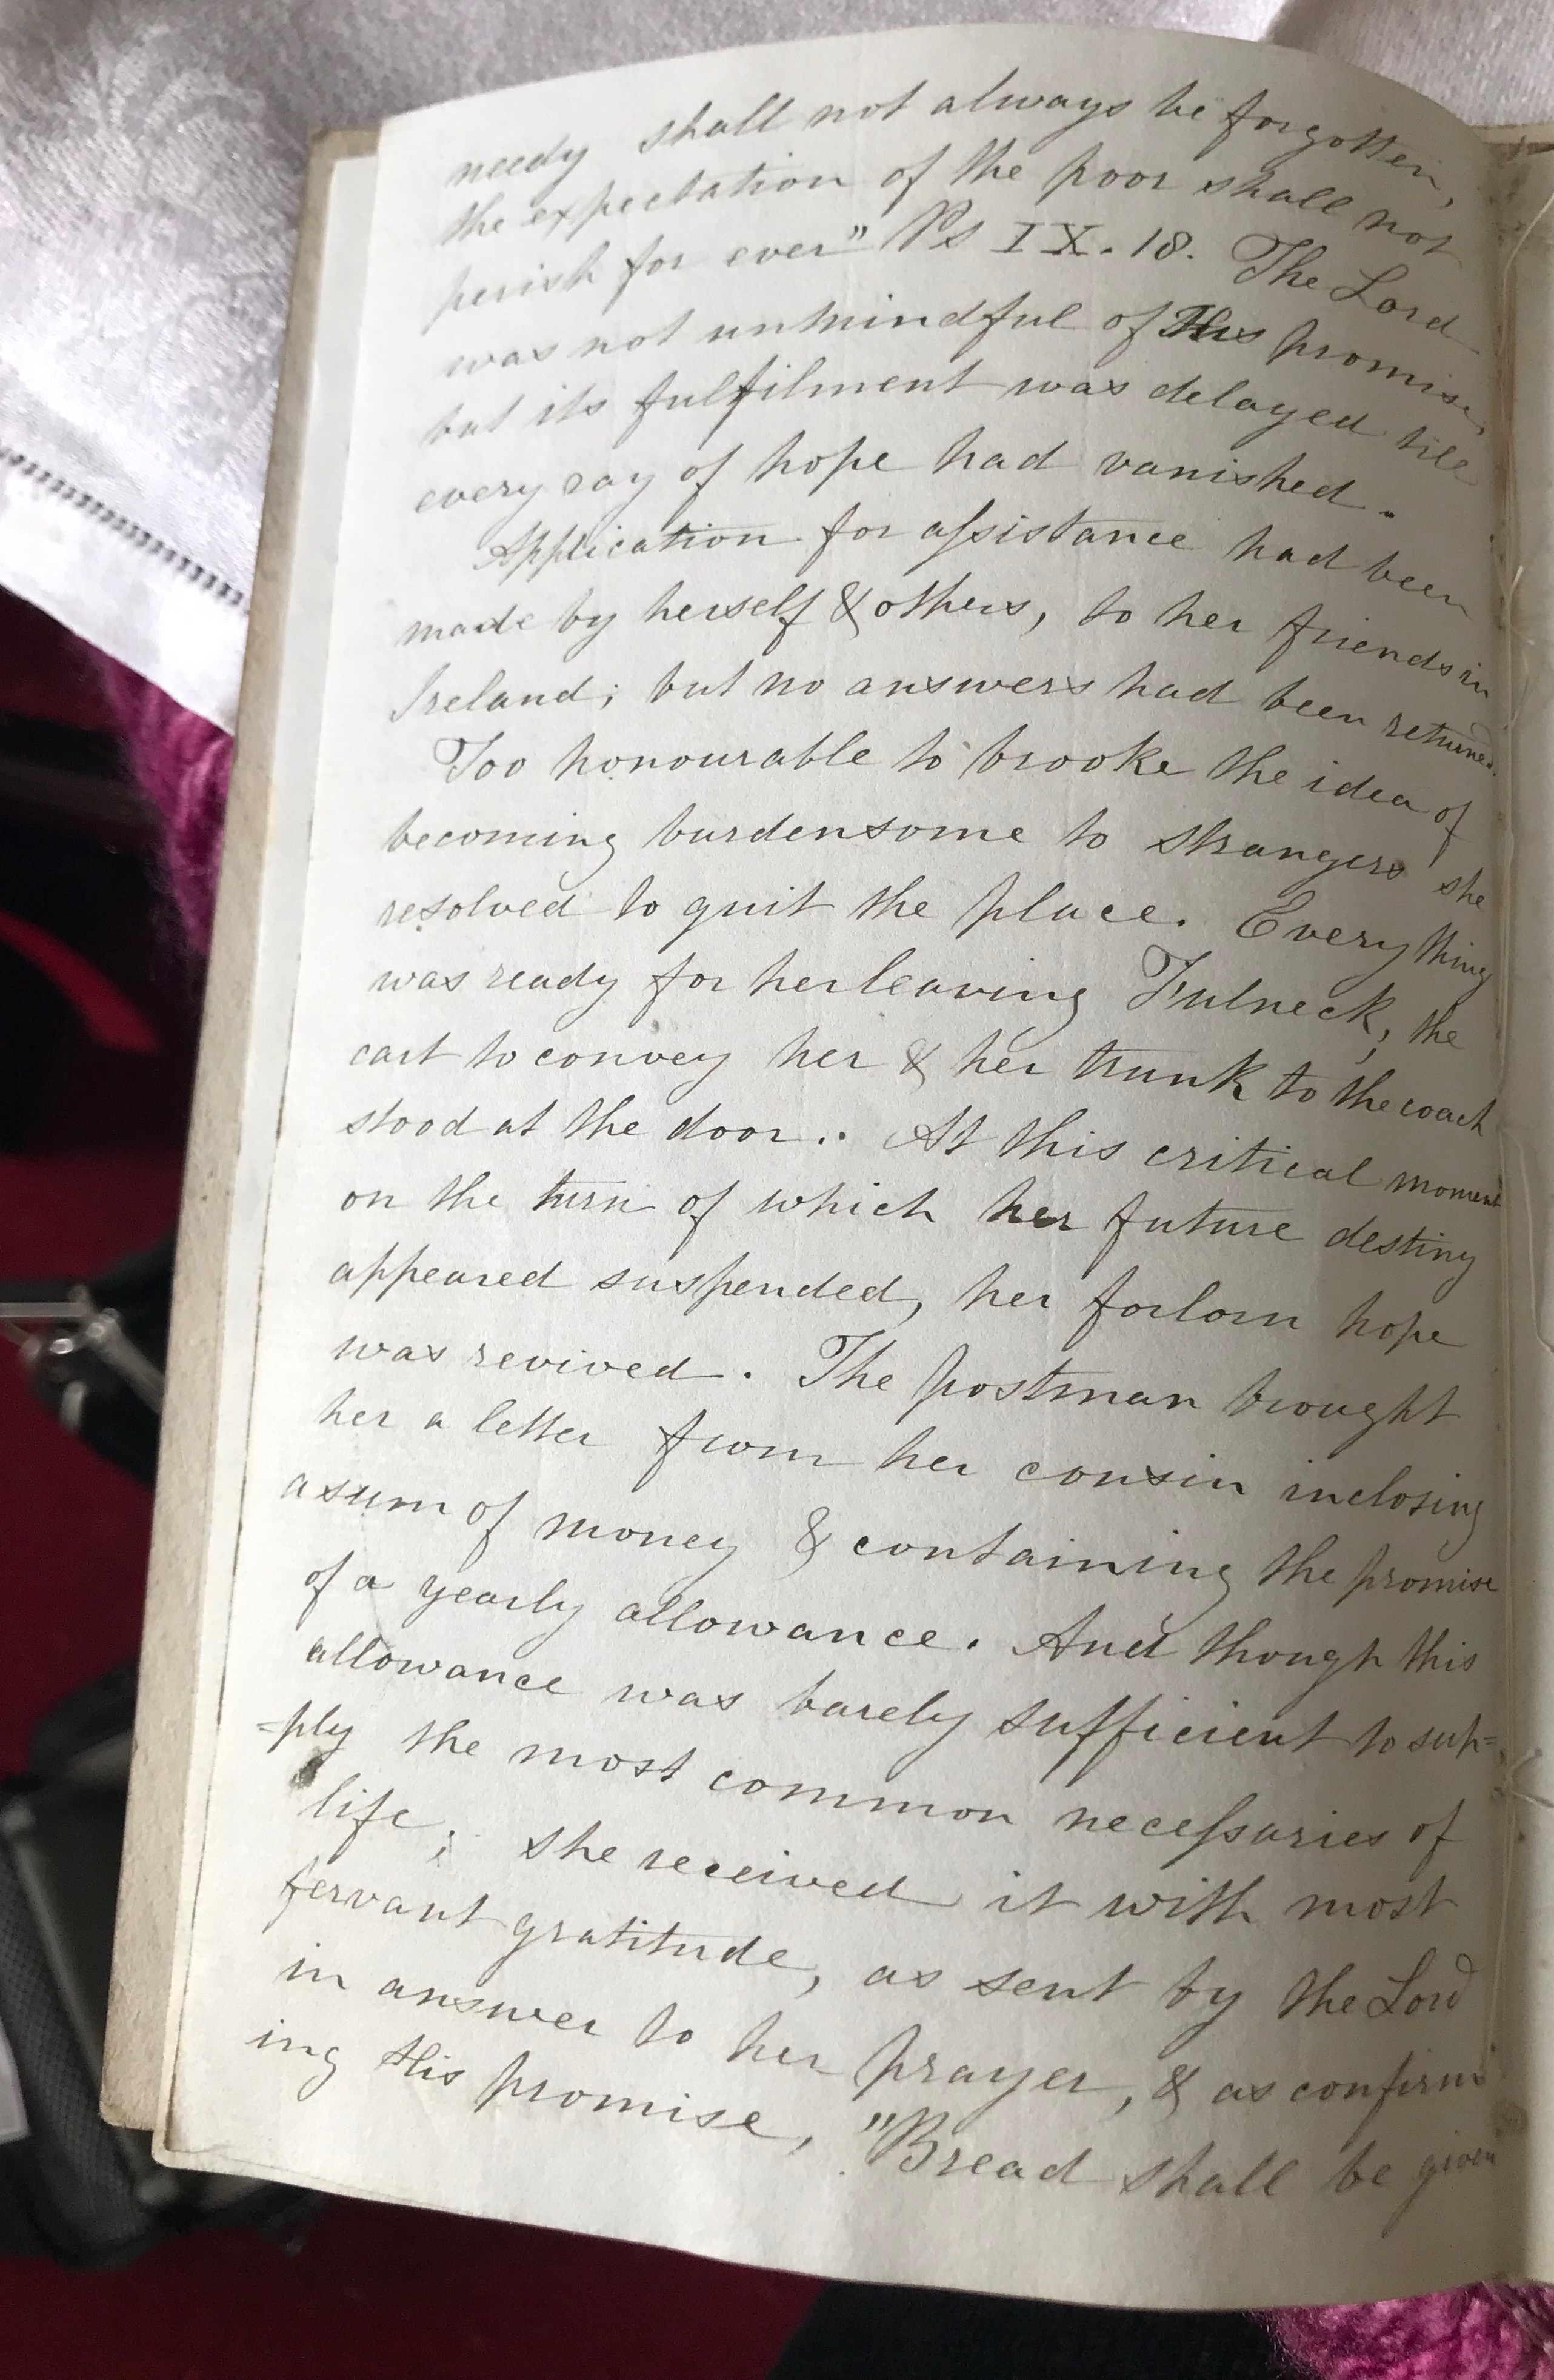 needy shall not always be forgotten,
the expectation of the poor shall not
perish for ever" Ps IX. 18. The Lord
was not unmindful of His promise,
but its fulfilment was delayed till
every ray of hope had vanished.
Application for assistance had been
made by herself & others, to her friends in
Ireland; but no answers had been returned.
Too honourable to brooke the idea of
becoming burdensome to strangers she
resolved to quit the place. Every thing
was ready for her leaving Fulneck, the
cart to convey her & her trunk to the coach
stood at the door.. At this critical moment
on the turn of which her future destiny
appeared suspended, her forlorn hope
was revived. The postman brought
her a letter from her cousin inclosing
a sum of money & containing the promise
of a yearly allowance. And though this
allowance was barely sufficient to sup=
=ply the most common necessaries of
life; she received it with most
fervant gratitude, as sent by the Lord
in answer to her prayer, & as confirm
ing His promise, "Bread shall be given